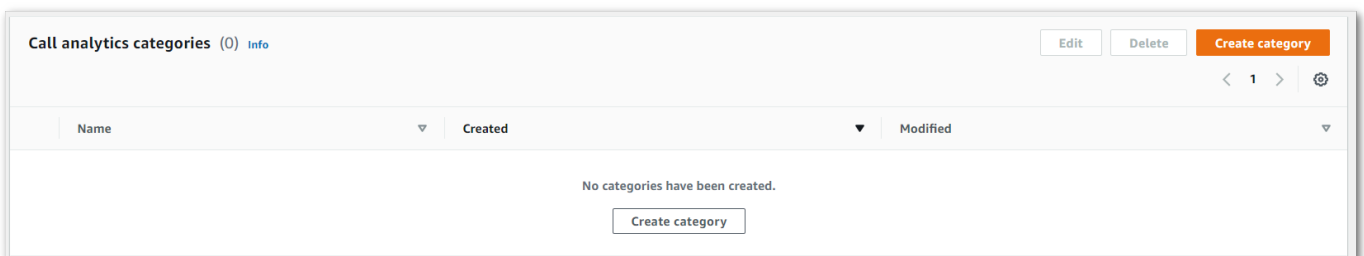 Call analytics categories (0) Info
Edit
Delete
Create category
1
Name
Created
Modified
No categories have been created.
Create category